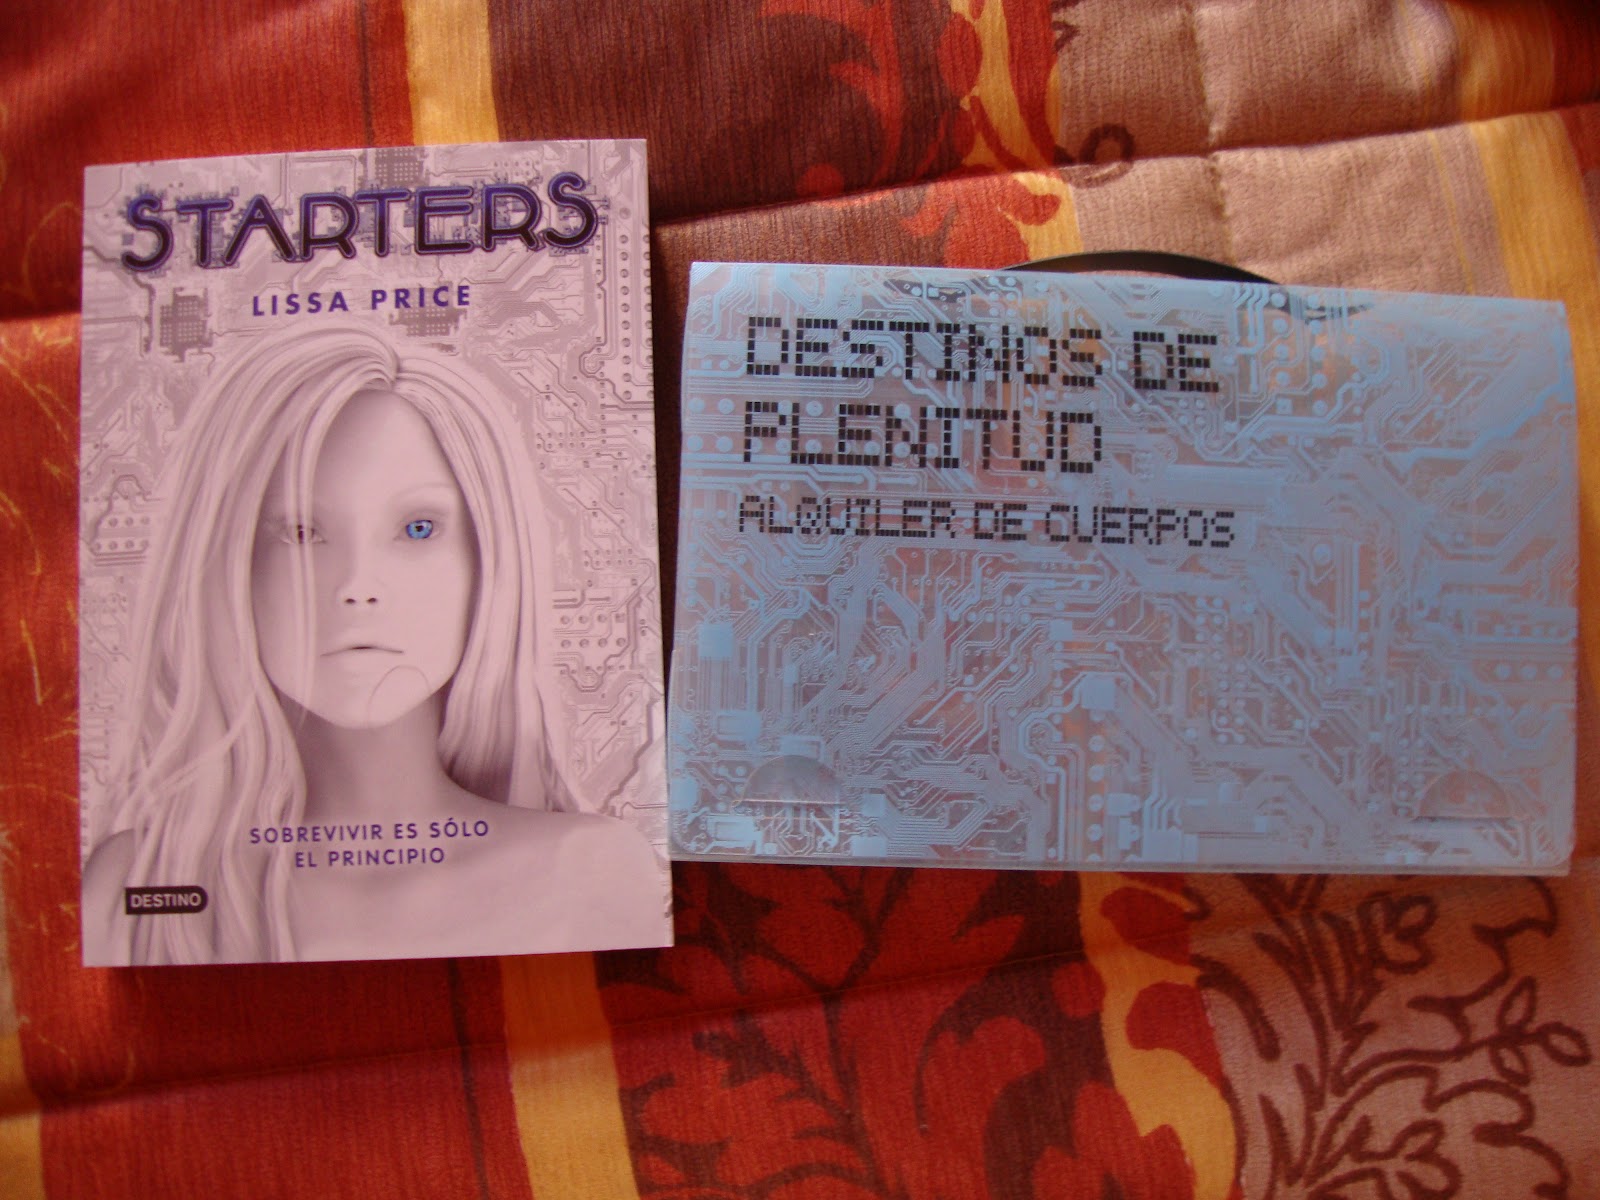 STARTERS
LISSA PRICE
SOBREVIVIR ES SÓLO
EL PRINCIPIO
DESTINO
DESTINOS DE
PLENITUD
ALQUILER DE CUERPOS